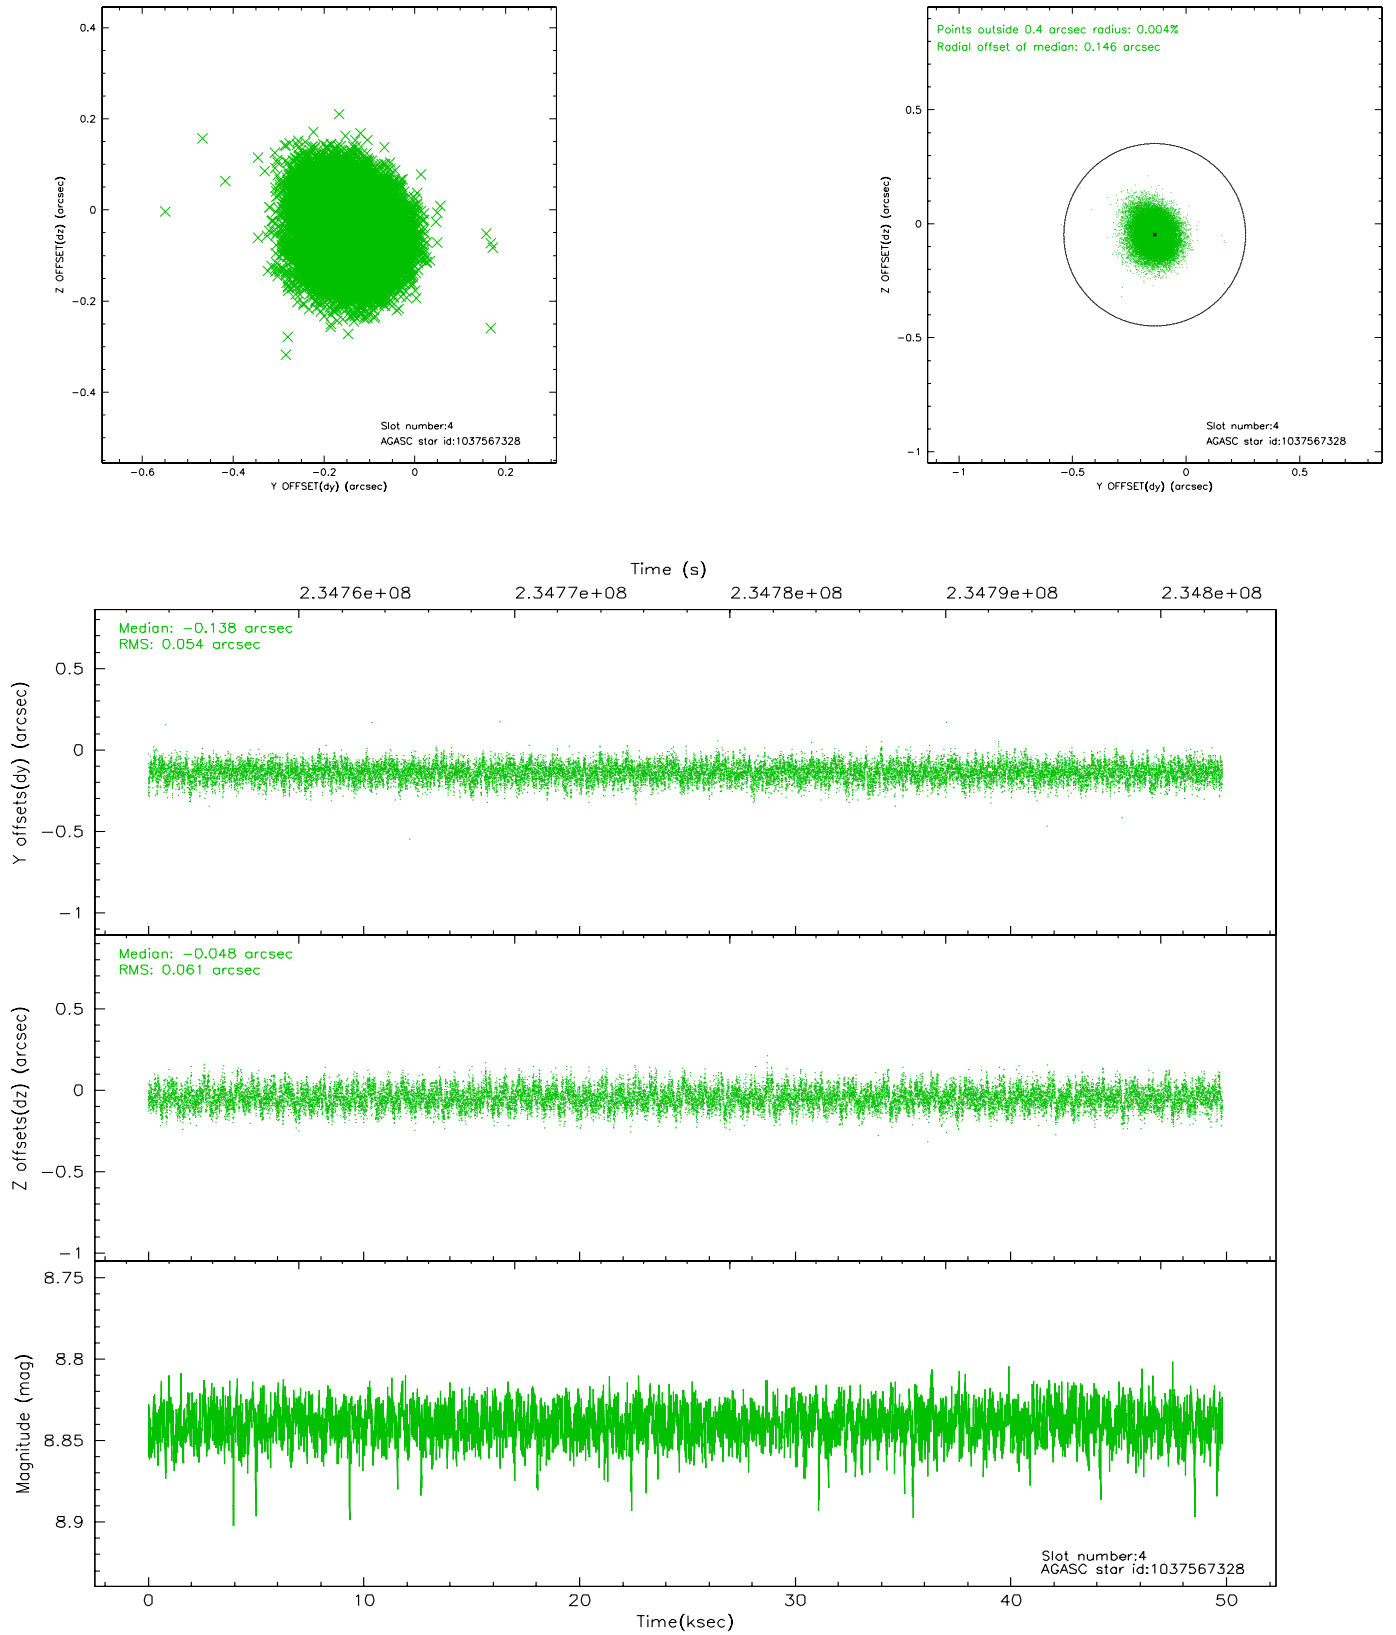 0.4
0.2
0
−0.2
−0.4
Z OFFSET(dz) (arcsec)
Slot number:4
AGASC star id:1037567328
−0.6 −0.4 −0.2 0 0.2
Y OFFSET(dy) (arcsec)
Points outside 0.4 arcsec radius: 0.004%
Radial offset of median: 0.146 arcsec
0.5
0
−0.5
−1
Z OFFSET(dz) (arcsec)
Slot number:4
AGASC star id:1037567328
−1 −0.5 0 0.5
Y OFFSET(dy) (arcsec)
Time (s)
2.3476e+08 2.3477e+08 2.3478e+08 2.3479e+08 2.348e+08
Median: −0.138 arcsec
RMS: 0.054 arcsec
0.5
0
−0.5
−1
Y offsets(dy) (arcsec)
Median: −0.048 arcsec
RMS: 0.061 arcsec
0.5
0
−0.5
−1
Z offsets(dz) (arcsec)
8.75
8.8
8.85
8.9
Magnitude (mag)
Slot number:4
AGASC star id:1037567328
0 10 20 30 40 50
Time(ksec)